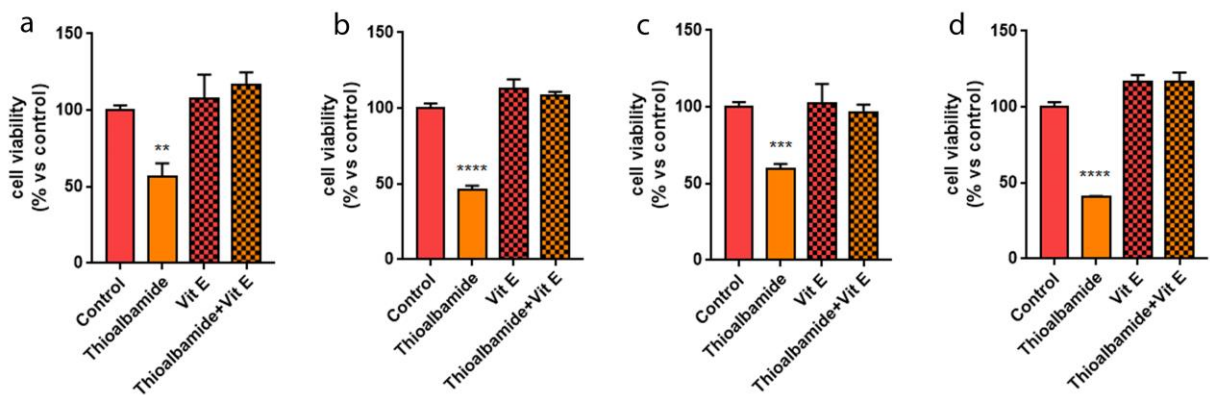 a
cell viability
(% vs control)
150
100
50
0
**
Control
Thioalbamide
Vit E
Thioalbamide+Vit E
b
cell viability
(% vs control)
150
100
50
0
****
Control
Thioalbamide
Vit E
Thioalbamide+Vit E
c
cell viability
(% vs control)
150
100
50
0
***
Control
Thioalbamide
Vit E
Thioalbamide+Vit E
d
cell viability
(% vs control)
150
100
50
0
****
Control
Thioalbamide
Vit E
Thioalbamide+Vit E